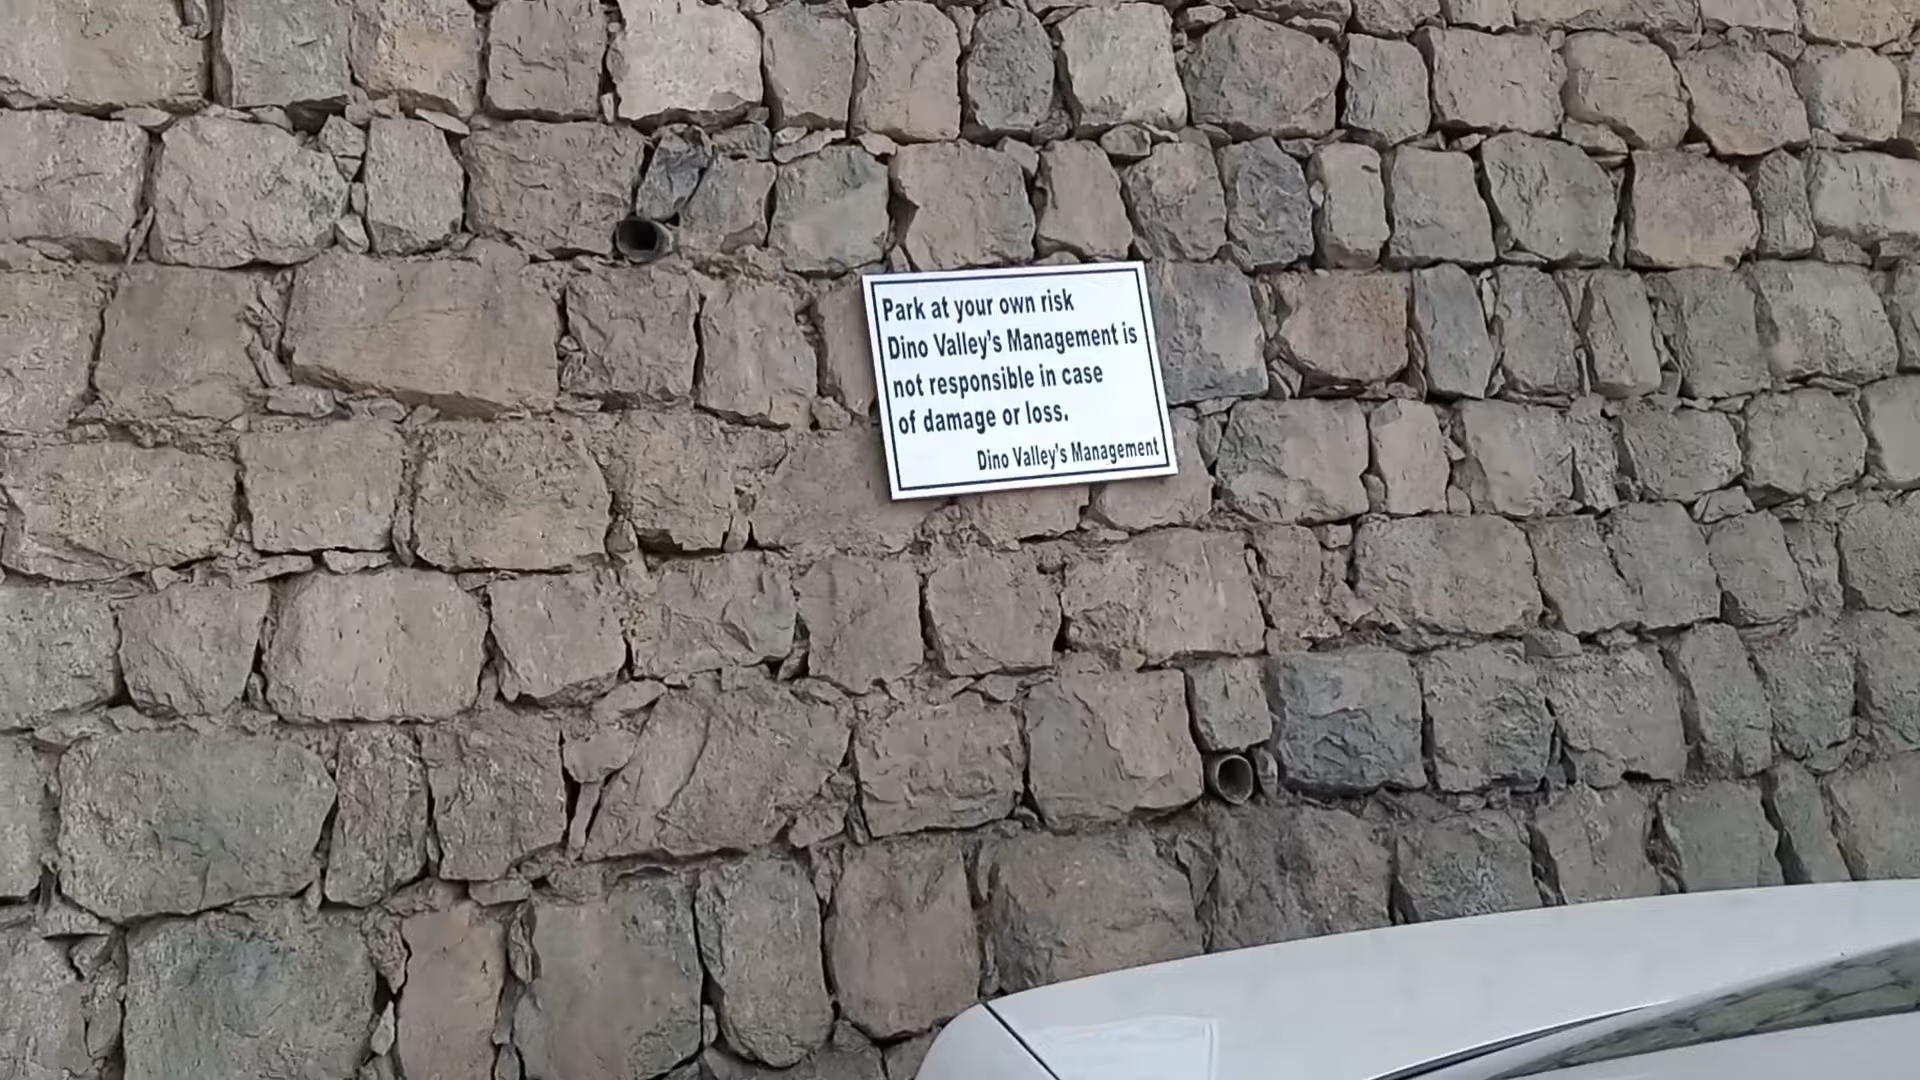 Park at your own risk
Dino Valley's Management is
not responsible in case
of damage or loss.
Dino Valley's Management